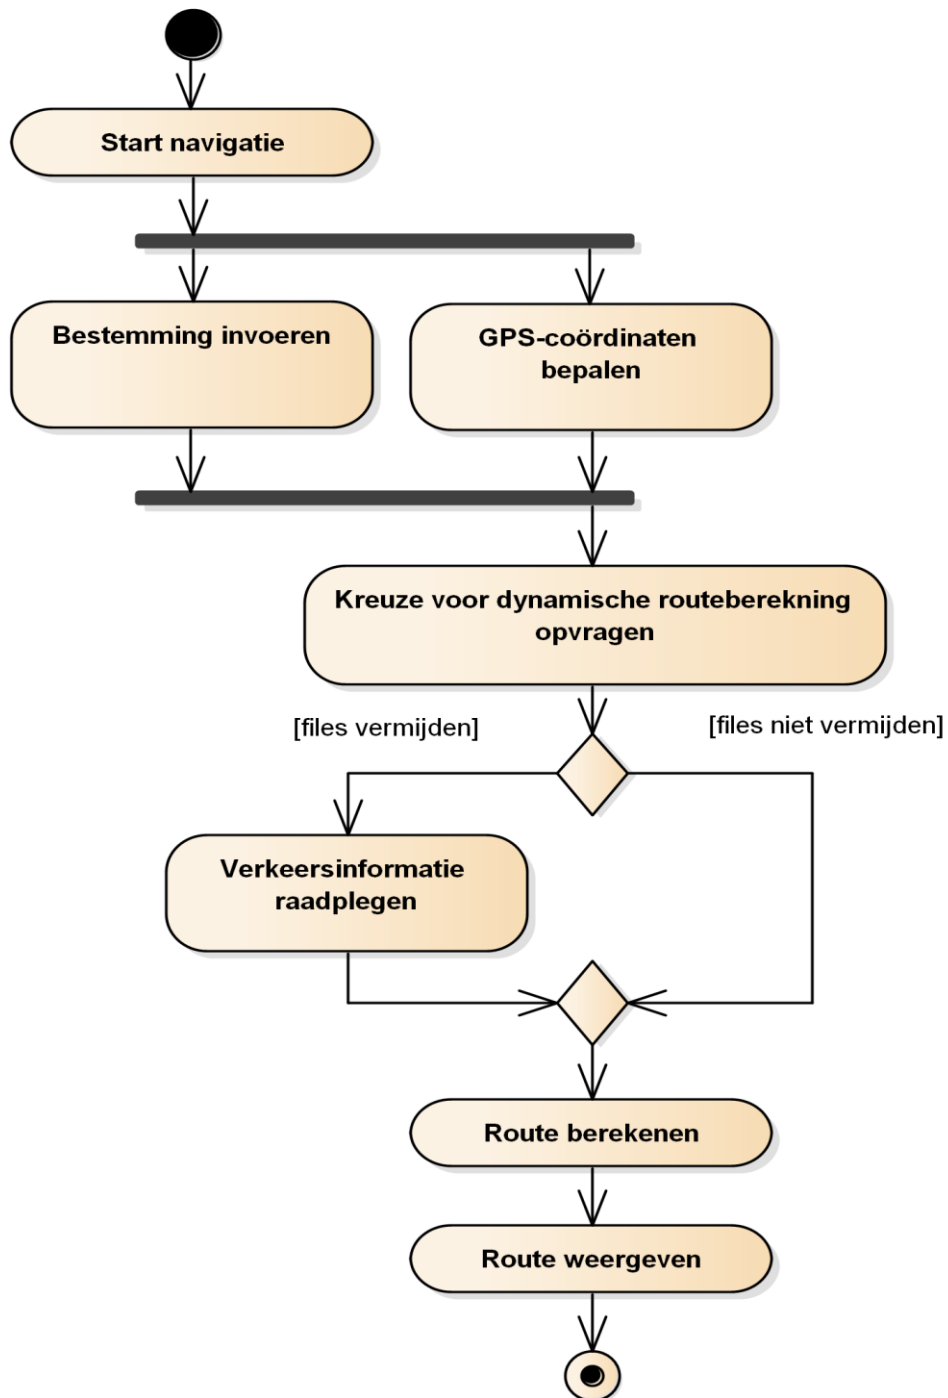 Start navigatie
Bestemming invoeren
GPS-coördinaten
bepalen
Kreuze voor dynamische routeberekning
opvragen
[files vermijden]
[files niet vermijden]
Verkeersinformatie
raadplegen
Route berekenen
Route weergeven